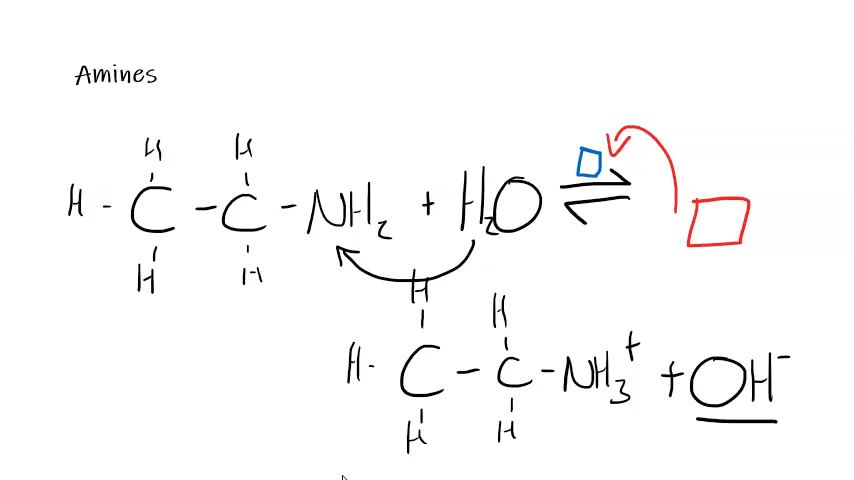 Amines
H H
H - C - C - NH2 + H2O ⇌
H H
H H
H - C - C - NH3+ + OH-
H H